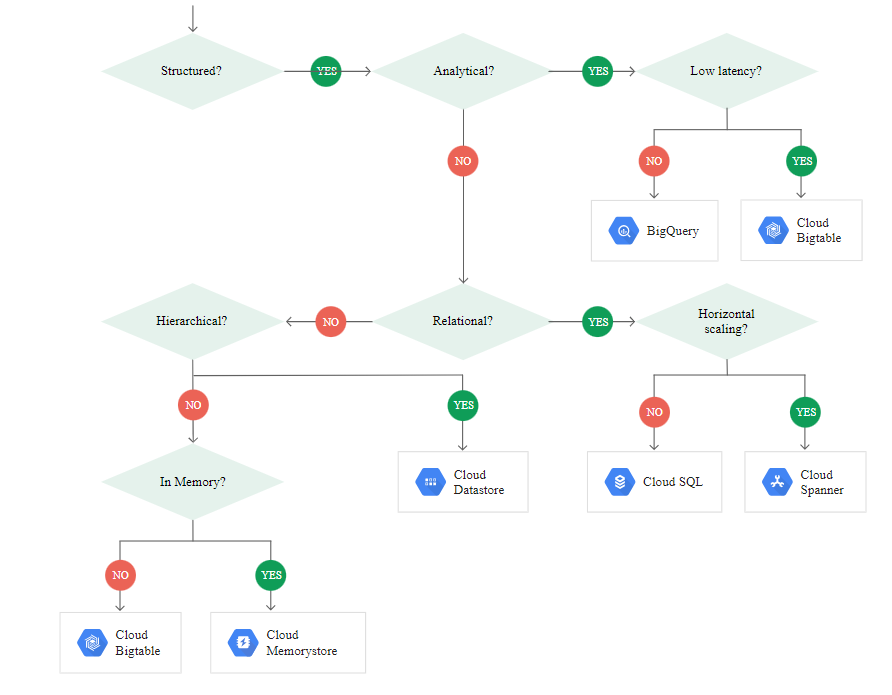 Structured?
YES
Analytical?
YES
Low latency?
NO
NO
YES
BigQuery
Cloud
Bigtable
Hierarchical?
NO
Relational?
YES
Horizontal
scaling?
NO
YES
NO
YES
In Memory?
Cloud
Datastore
Cloud SQL
Cloud
Spanner
NO
YES
Cloud
Bigtable
Cloud
Memorystore